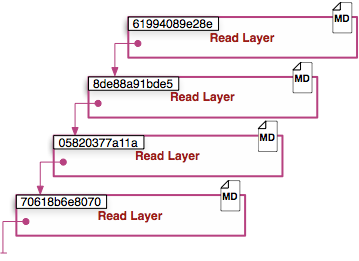 61994089e28e
MD
Read Layer
8de88a91bde5
MD
Read Layer
05820377a11a
MD
Read Layer
70618b6e8070
MD
Read Layer